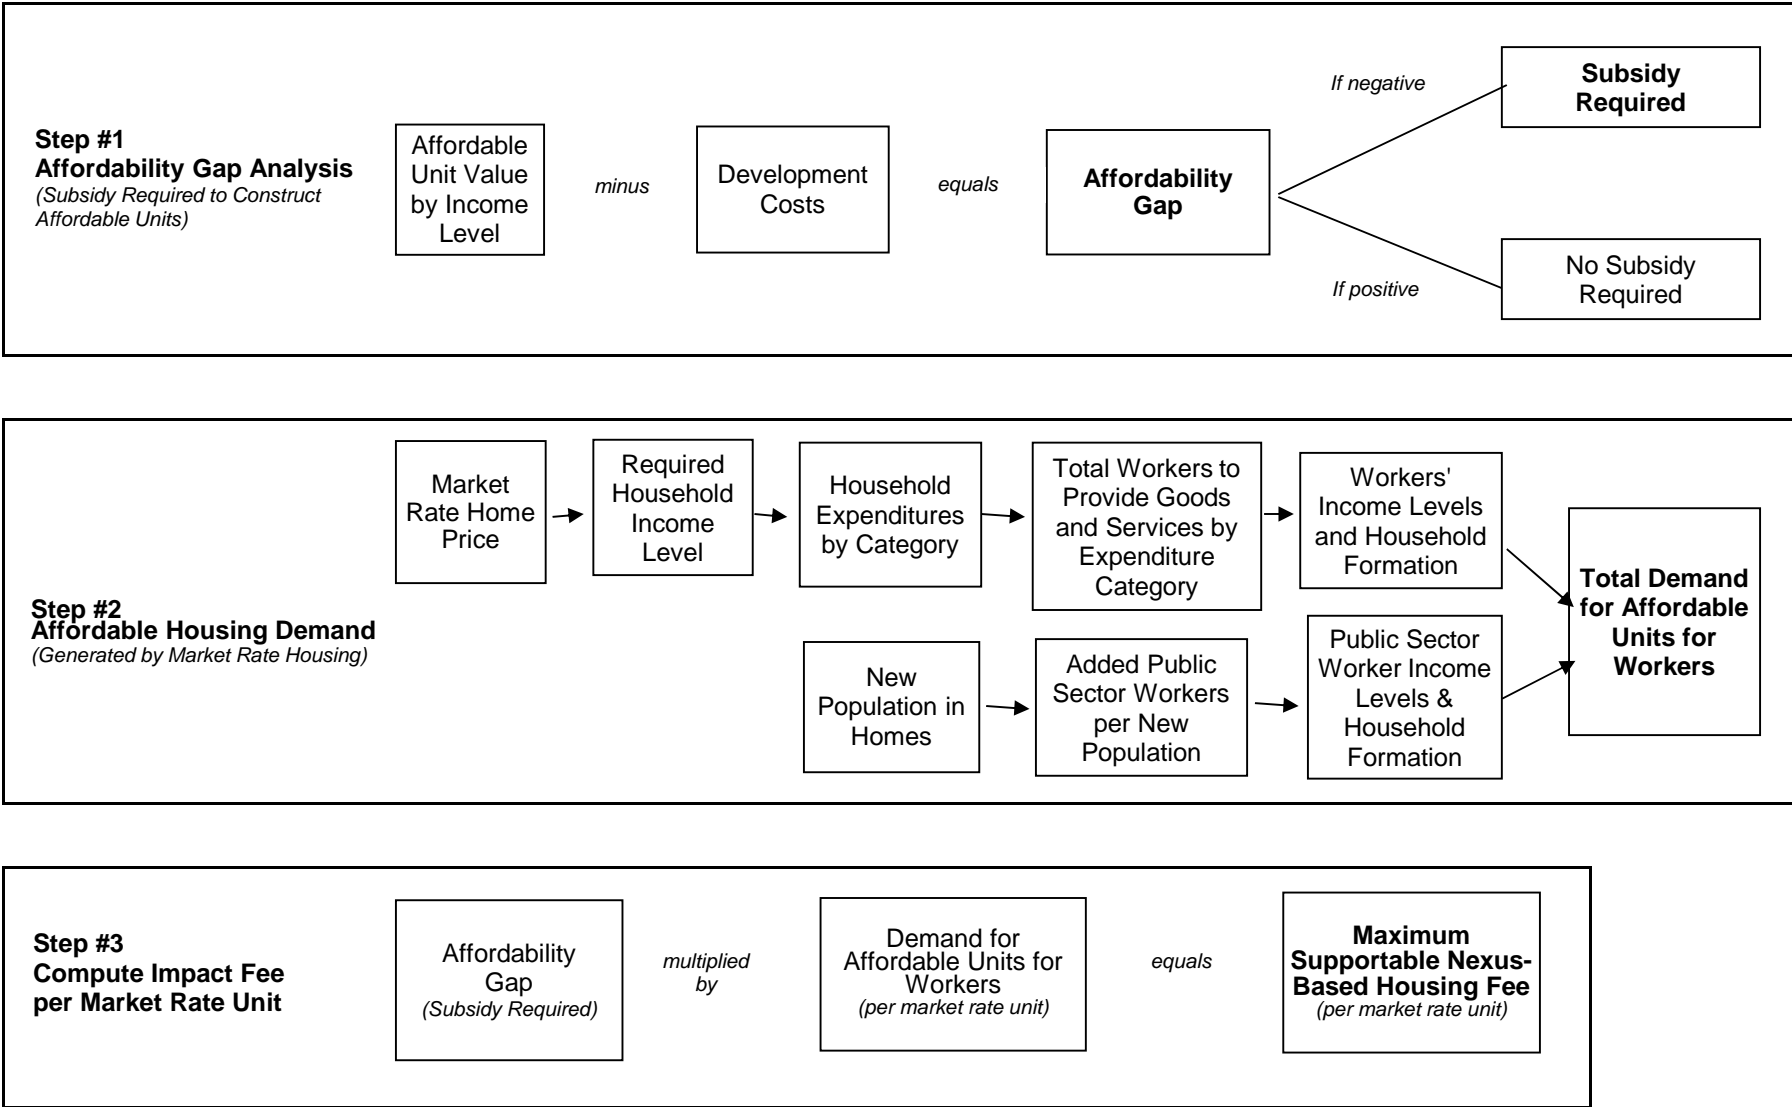 Step #1
Affordability Gap Analysis
(Subsidy Required to Construct
Affordable Units)
Affordable
Unit Value
by Income
Level
minus
Development
Costs
equals
Affordability
Gap
If negative
Subsidy
Required
If positive
No Subsidy
Required
Step #2
Affordable Housing Demand
(Generated by Market Rate Housing)
Market
Rate Home
Price
Required
Household
Income
Level
Household
Expenditures
by Category
Total Workers to
Provide Goods
and Services by
Expenditure
Category
Workers'
Income Levels
and Household
Formation
New
Population in
Homes
Added Public
Sector Workers
per New
Population
Public Sector
Worker Income
Levels &
Household
Formation
Total Demand
for Affordable
Units for
Workers
Step #3
Compute Impact Fee
per Market Rate Unit
Affordability
Gap
(Subsidy Required)
multiplied
by
Demand for
Affordable Units for
Workers
(per market rate unit)
equals
Maximum
Supportable Nexus-
Based Housing Fee
(per market rate unit)